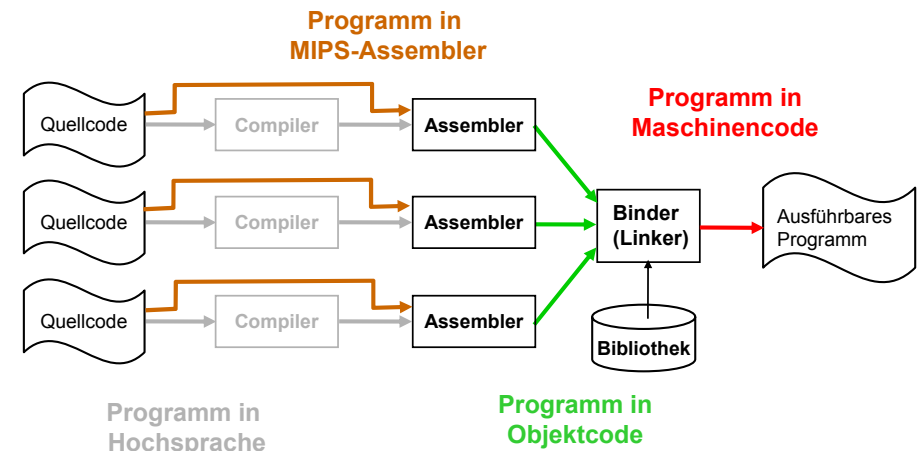 Programm in
MIPS-Assembler
Quellcode
Compiler
Assembler
Programm in
Maschinencode
Quellcode
Compiler
Assembler
Binder
(Linker)
Ausführbares
Programm
Quellcode
Compiler
Assembler
Bibliothek
Programm in
Hochsprache
Programm in
Objektcode